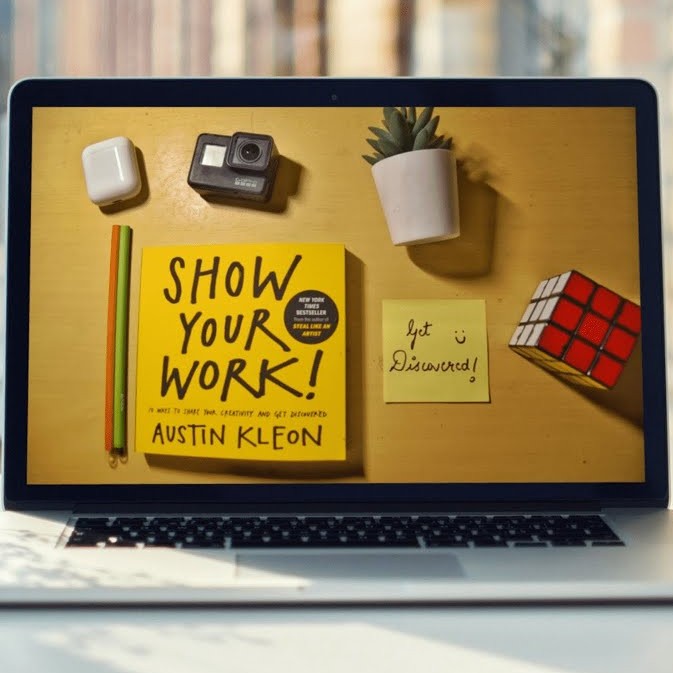 GoPro
SHOW
YOUR
WORK!
NEW YORK
TIMES
BESTSELLER
From the author of
STEAL LIKE AN
ARTIST
10 WAYS TO SHARE YOUR CREATIVITY AND GET DISCOVERED
AUSTIN KLEON
Get
Discovered!